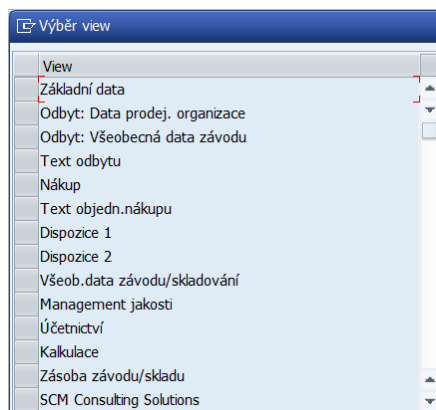 Výběr view
View
Základní data
Odbyt: Data prodej. organizace
Odbyt: Všeobecná data závodu
Text odbytu
Nákup
Text objedn.nákupu
Dispozice 1
Dispozice 2
Všeob.data závodu/skladování
Management jakosti
Účetnictví
Kalkulace
Zásoba závodu/skladu
SCM Consulting Solutions